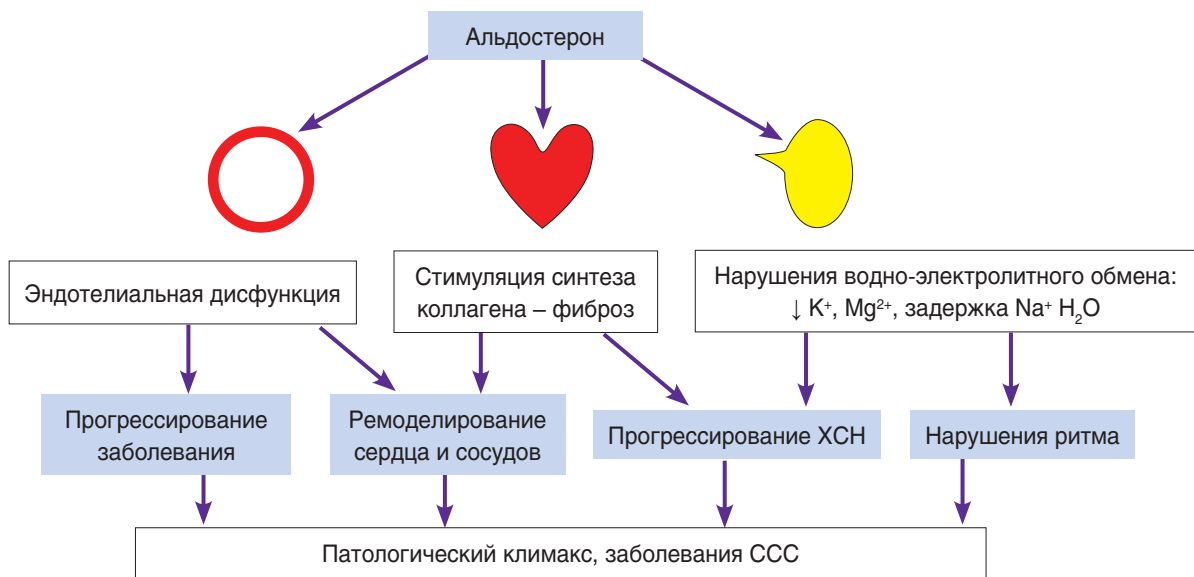 Альдостерон
Эндотелиальная дисфункция
Стимуляция синтеза
коллагена – фиброз
Нарушения водно-электролитного обмена:
↓ K⁺, Mg²⁺, задержка Na⁺ H₂O
Прогрессирование
заболевания
Ремоделирование
сердца и сосудов
Прогрессирование ХСН
Нарушения ритма
Патологический климакс, заболевания ССС